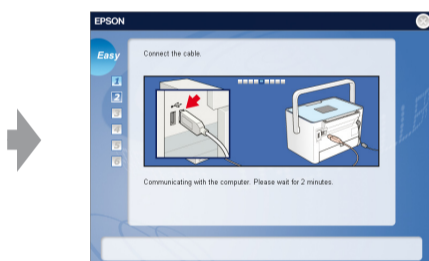 EPSON
Easy
Connect the cable.
1
2
3
4
5
6
Communicating with the computer. Please wait for 2 minutes.